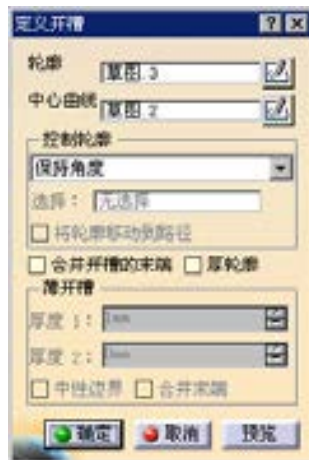 定义开槽
轮廓 草图.3
中心曲线 草图.2
控制轮廓
保持角度
选择： 无选择
将轮廓移动到路径
合并开槽的末端 厚轮廓
薄开槽
厚度 1： 1mm
厚度 2：
中性边界 合并末端
确定 取消 预览